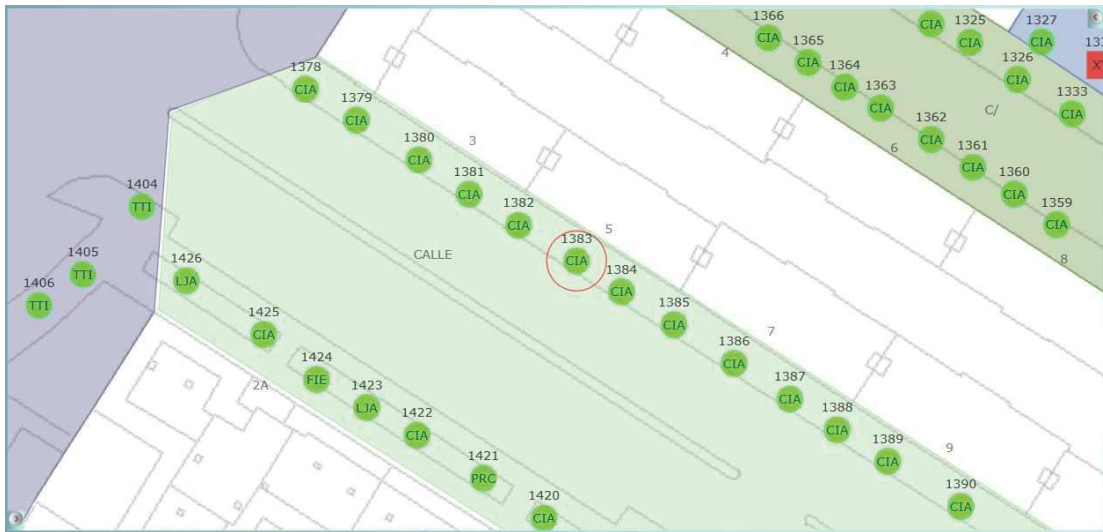 1366
CIA
1365
CIA
1364
CIA
1363
CIA
1362
CIA
1361
CIA
1360
CIA
1359
CIA
CIA
1325
CIA
1326
CIA
1327
CIA
1333
CIA
C/
4
6
8
1378
CIA
1379
CIA
1380
CIA
1381
CIA
1382
CIA
1383
CIA
1384
CIA
1385
CIA
1386
CIA
1387
CIA
1388
CIA
1389
CIA
1390
CIA
3
5
7
9
CALLE
1404
TTI
1405
TTI
1406
TTI
1426
LJA
1425
CIA
1424
FIE
1423
LJA
1422
CIA
1421
PRC
1420
CIA
2A